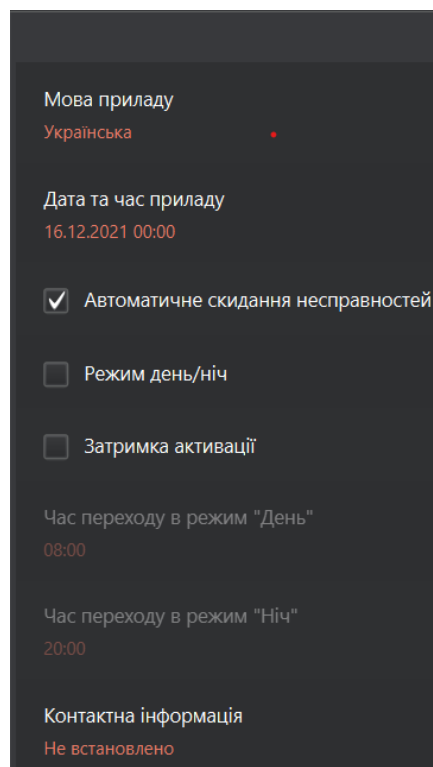 Мова приладу
Українська
Дата та час приладу
16.12.2021 00:00
Автоматичне скидання несправностей
Режим день/ніч
Затримка активації
Час переходу в режим "День"
08:00
Час переходу в режим "Ніч"
20:00
Контактна інформація
Не встановлено